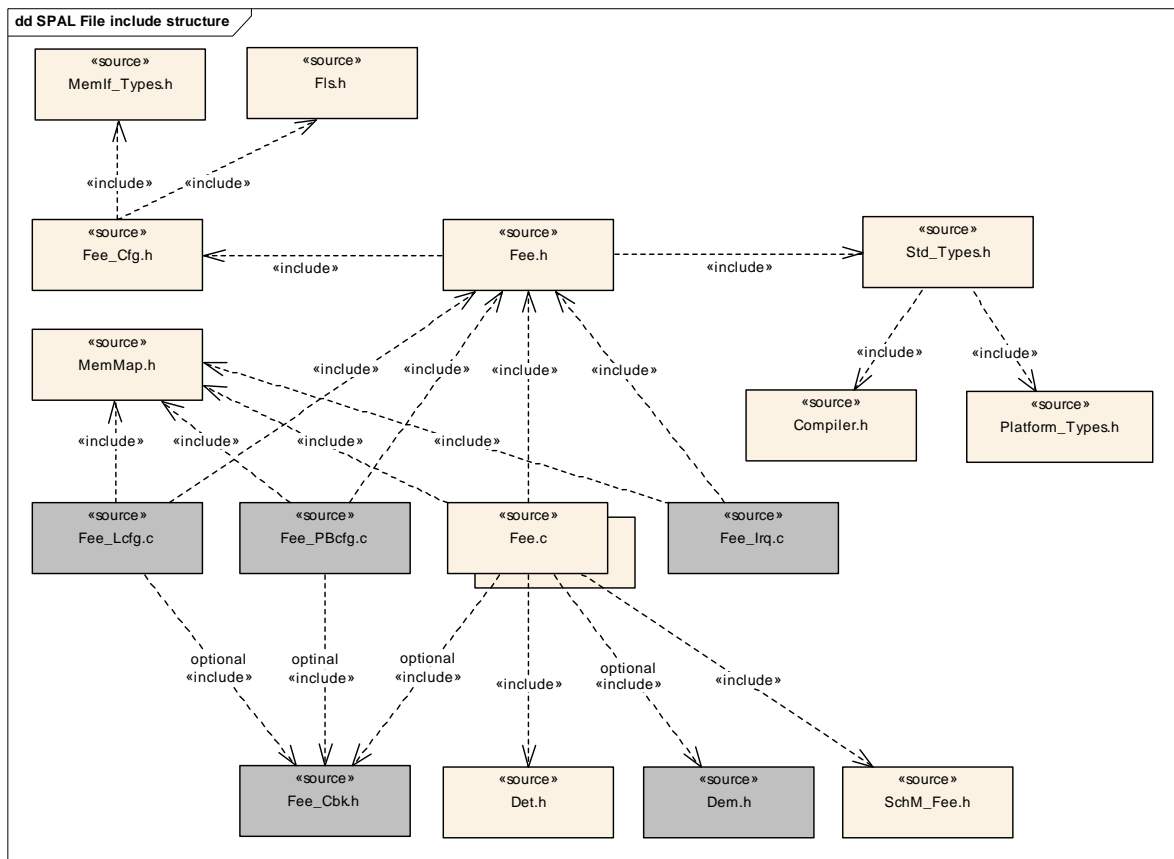 dd SPAL File include structure
«source»
MemIf_Types.h
«source»
Fls.h
«include»
«include»
«source»
Fee_Cfg.h
«source»
Fee.h
«source»
Std_Types.h
«include»
«include»
«source»
MemMap.h
«include»
«include»
«include»
«include»
«include»
«include»
«source»
Compiler.h
«source»
Platform_Types.h
«include»
«include»
«include»
«include»
«source»
Fee_Lcfg.c
«source»
Fee_PBcfg.c
«source»
Fee.c
«source»
Fee_Irq.c
optional
«include»
optinal
«include»
optional
«include»
«include»
optional
«include»
«include»
«source»
Fee_Cbk.h
«source»
Det.h
«source»
Dem.h
«source»
SchM_Fee.h